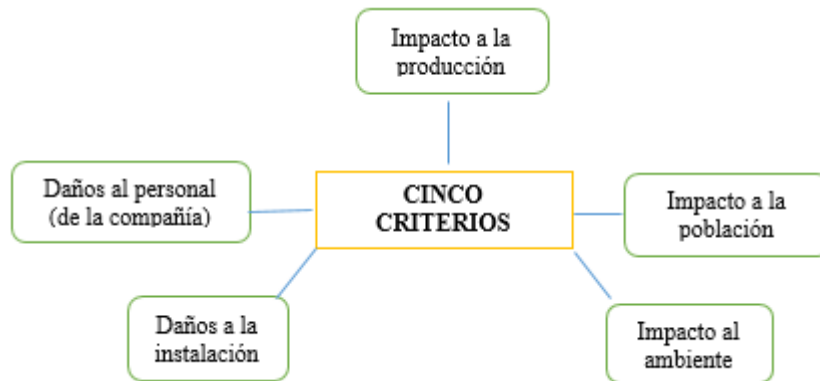 Impacto a la
producción
Daños al personal
(de la compañía)
CINCO
CRITERIOS
Impacto a la
población
Daños a la
instalación
Impacto al
ambiente